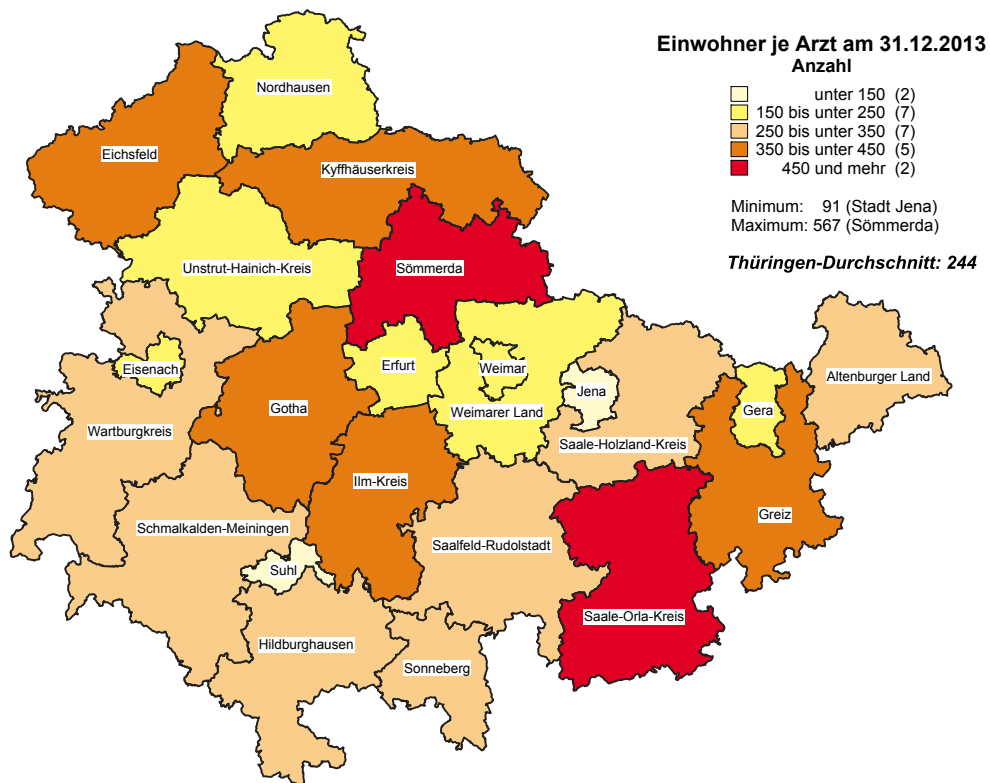 Einwohner je Arzt am 31.12.2013
Anzahl
unter 150 (2)
150 bis unter 250 (7)
250 bis unter 350 (7)
350 bis unter 450 (5)
450 und mehr (2)
Minimum: 91 (Stadt Jena)
Maximum: 567 (Sömmerda)
Thüringen-Durchschnitt: 244
Nordhausen
Eichsfeld
Kyffhäuserkreis
Unstrut-Hainich-Kreis
Sömmerda
Eisenach
Erfurt
Weimar
Jena
Altenburger Land
Gotha
Weimarer Land
Gera
Wartburgkreis
Saale-Holzland-Kreis
Ilm-Kreis
Greiz
Schmalkalden-Meiningen
Saalfeld-Rudolstadt
Suhl
Saale-Orla-Kreis
Hildburghausen
Sonneberg